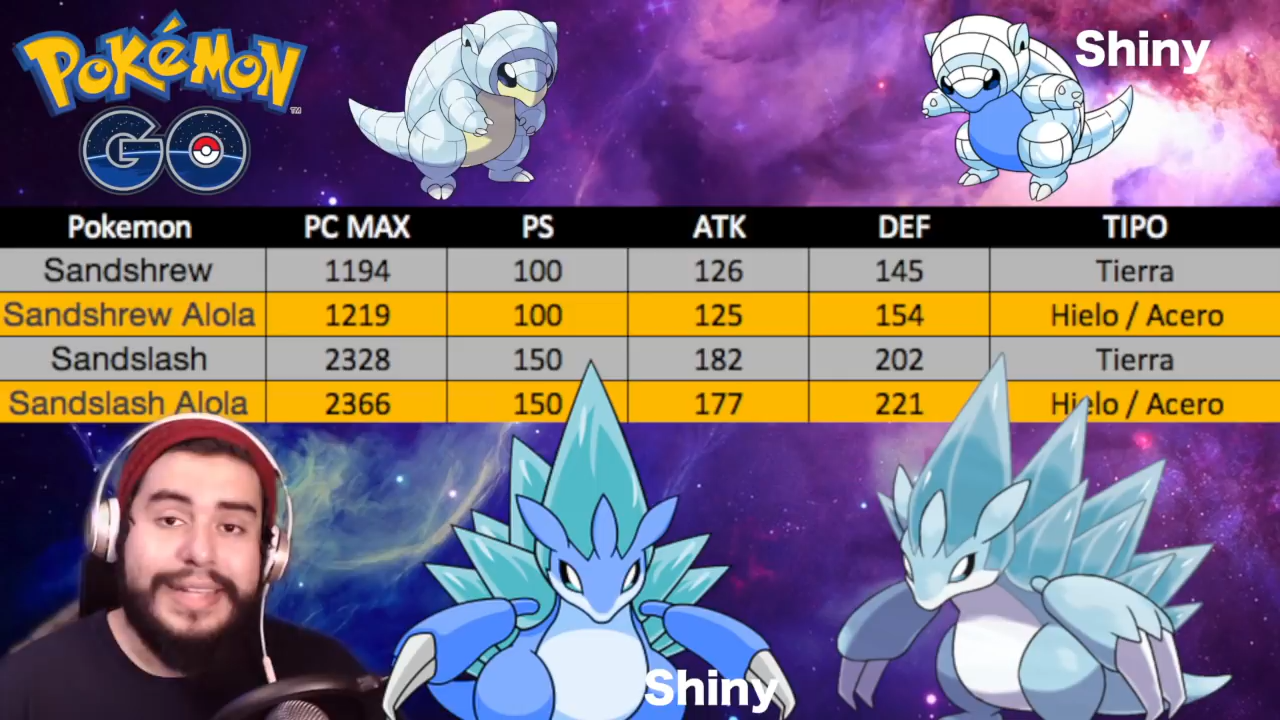 POKÉMON
GO
TM
Shiny
Pokemon PC MAX PS ATK DEF TIPO
Sandshrew 1194 100 126 145 Tierra
Sandshrew Alola 1219 100 125 154 Hielo / Acero
Sandslash 2328 150 182 202 Tierra
Sandslash Alola 2366 150 177 221 Hielo / Acero
Shiny